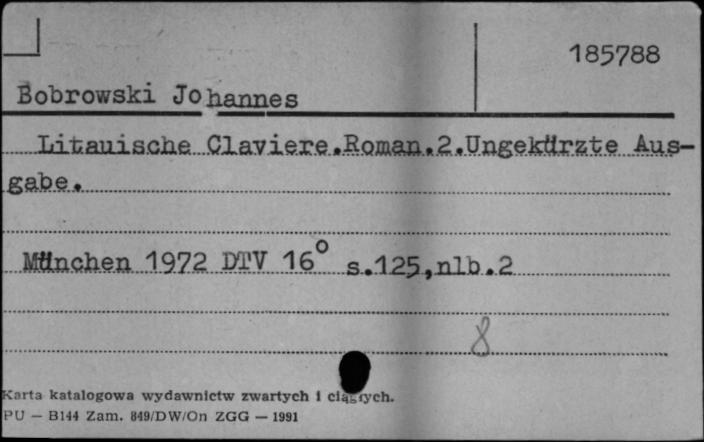 185788
Bobrowski Johannes
Litauische Claviere.Roman.2.Ungekürzte Aus-
gabe.
München 1972 DTV 16° s.125,nlb.2
8
Karta katalogowa wydawnictw zwartych i ciągłych.
PU — B144 Zam. 849/DW/On ZGG — 1991